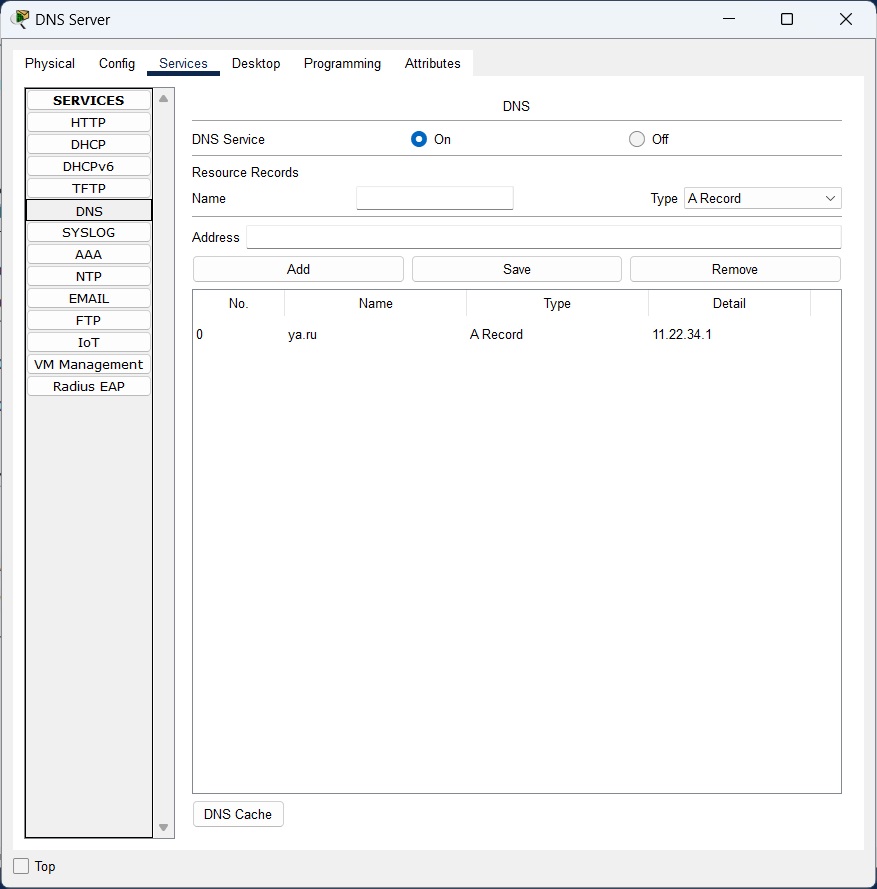 DNS Server
Physical Config Services Desktop Programming Attributes
SERVICES
HTTP
DHCP
DHCPv6
TFTP
DNS
SYSLOG
AAA
NTP
EMAIL
FTP
IoT
VM Management
Radius EAP
DNS
DNS Service On Off
Resource Records
Name Type A Record
Address
Add Save Remove
No. Name Type Detail
0 ya.ru A Record 11.22.34.1
DNS Cache
Top